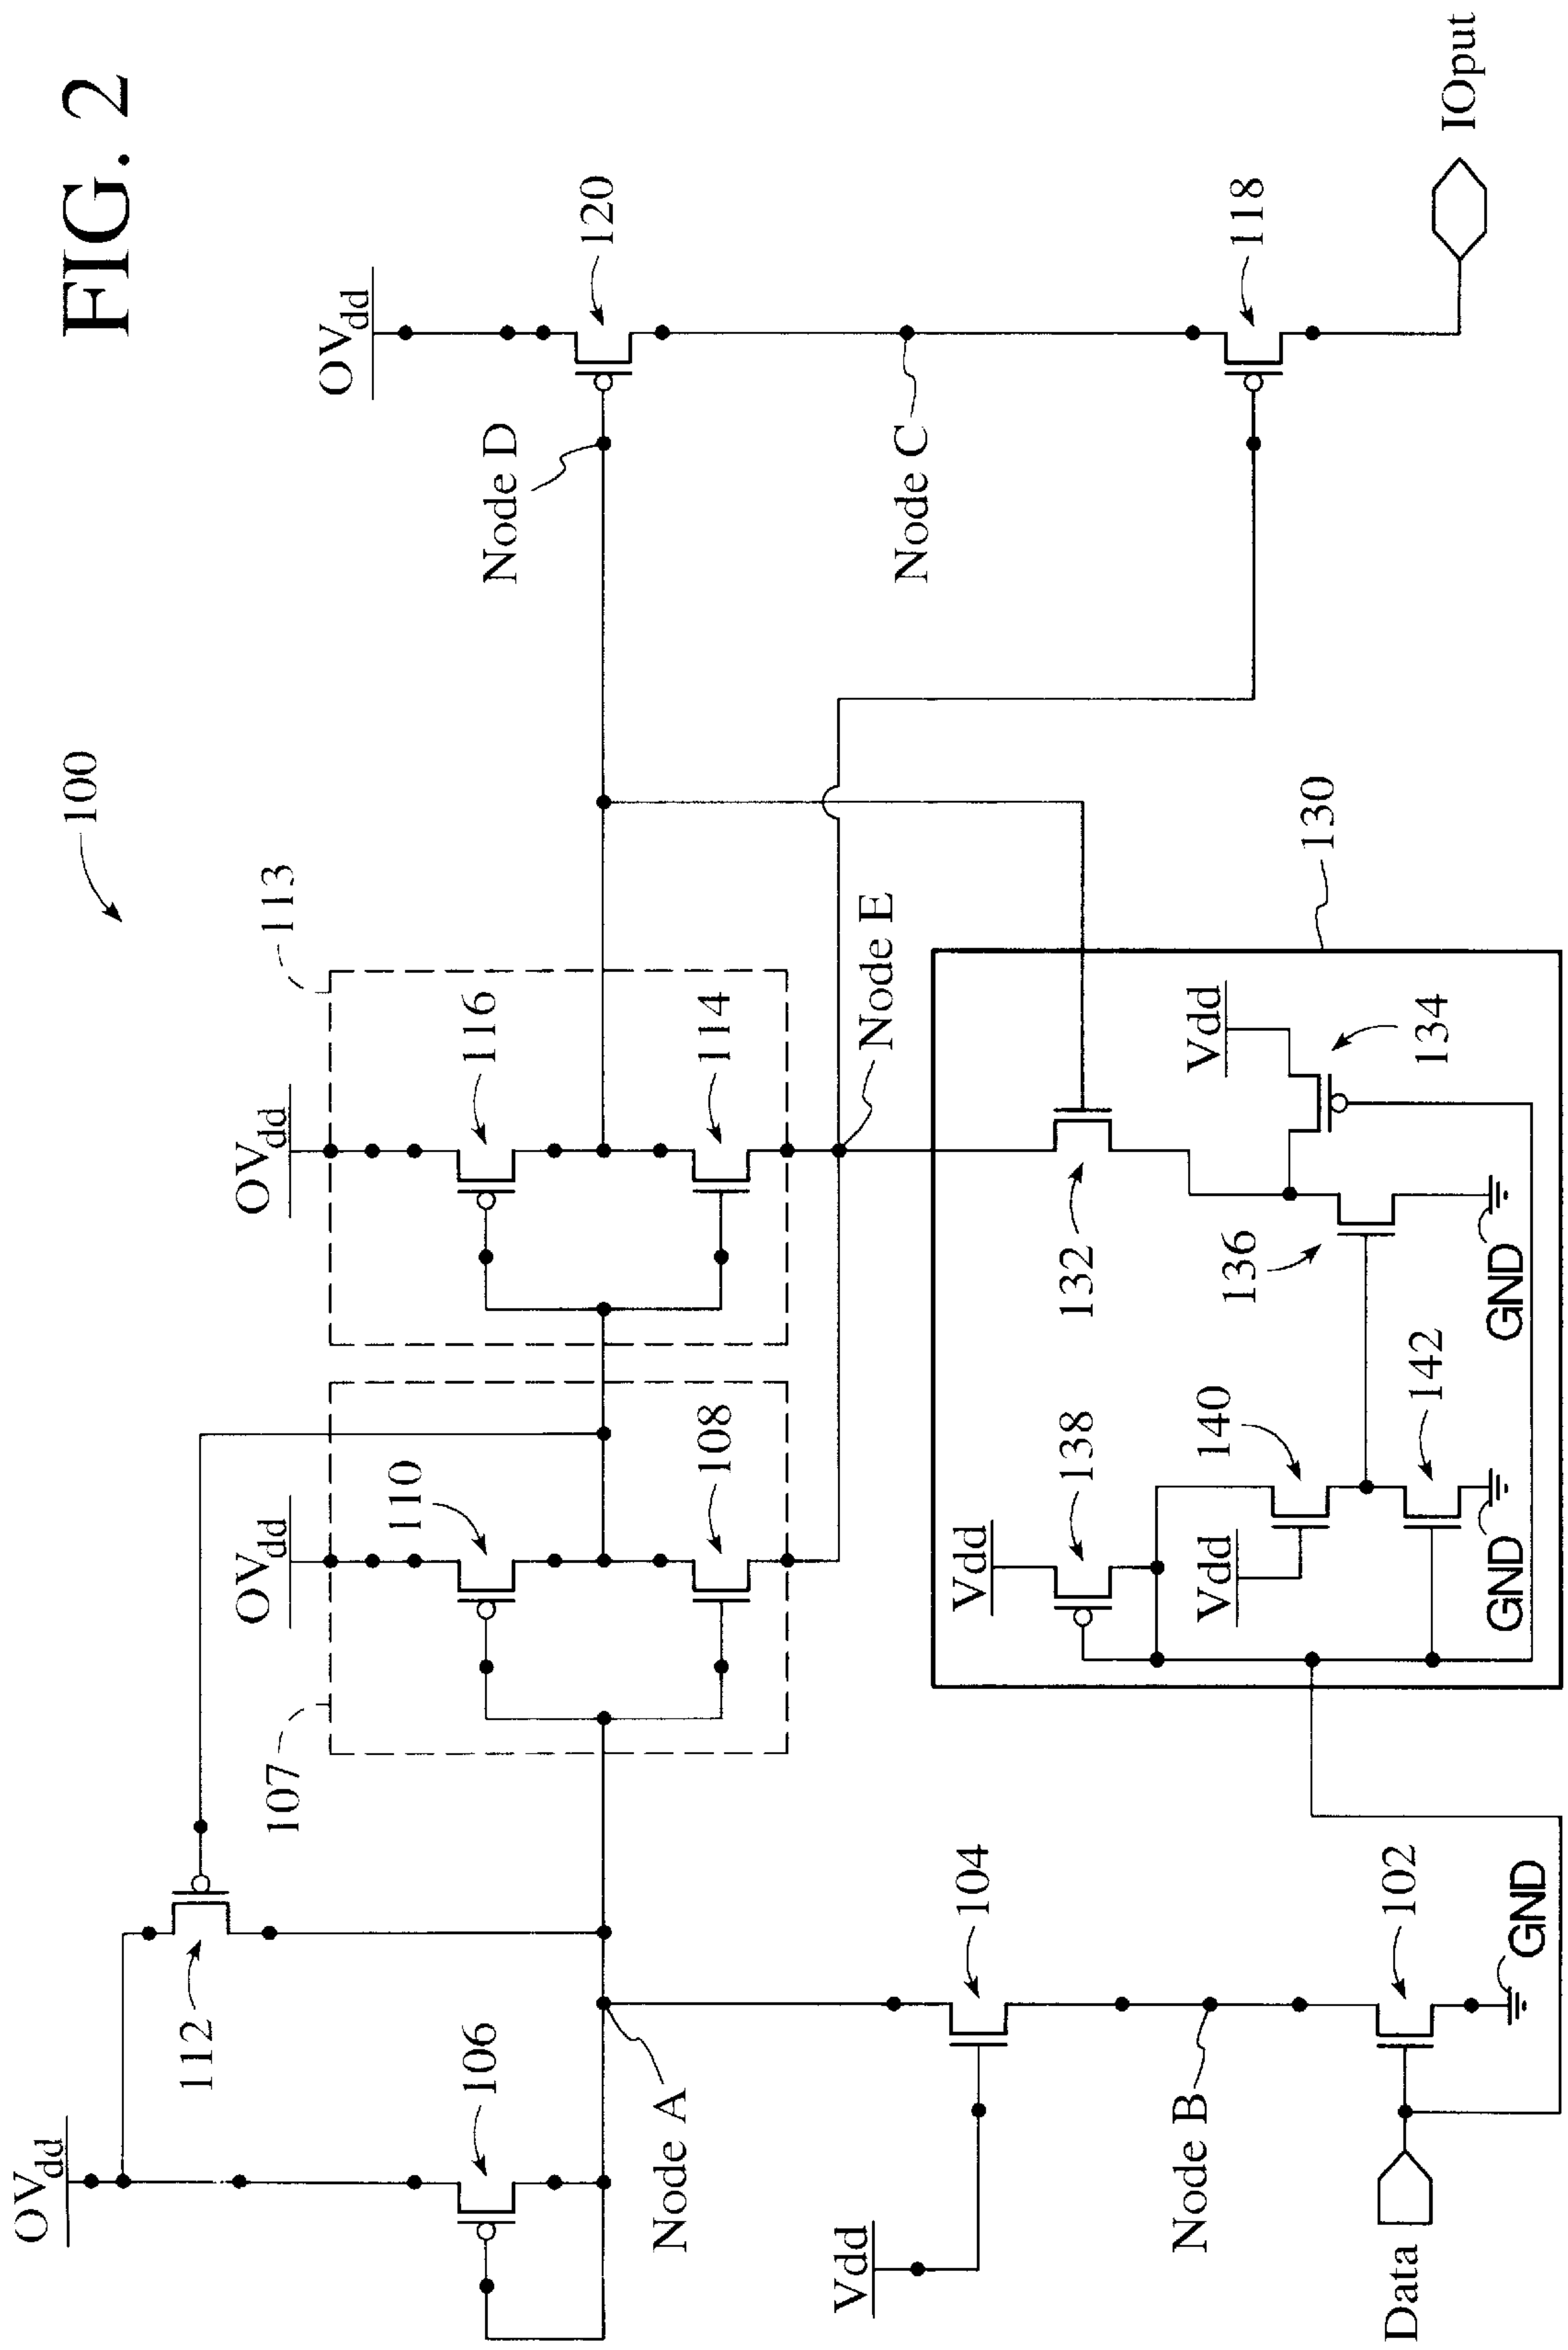 FIG. 2
100
OVdd
112
106
Node A
Vdd
104
Node B
102
GND
Data
107
OVdd
110
108
113
OVdd
116
114
Node E
Node D
OVdd
120
Node C
118
IOput
130
132
Vdd
134
136
GND
Vdd
138
Vdd
140
142
GND